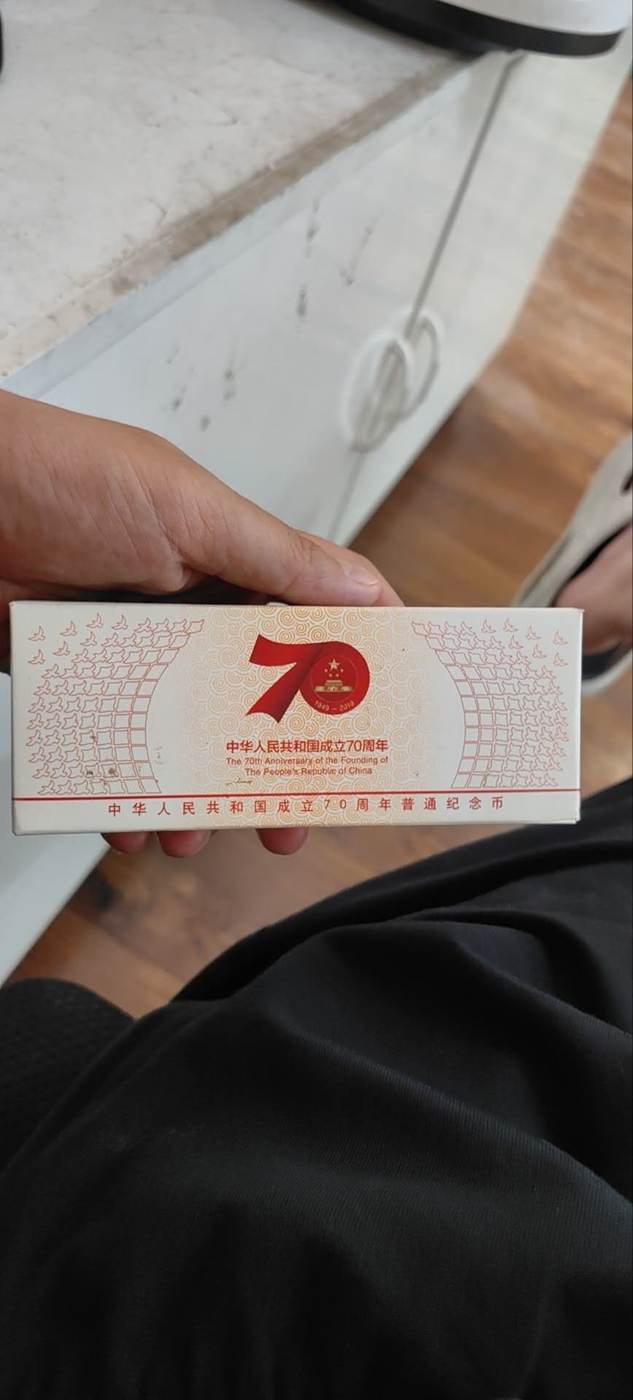 70
1949-2019
中华人民共和国成立70周年
The 70th Anniversary of the Founding of
The People's Republic of China
中华人民共和国成立70周年普通纪念币